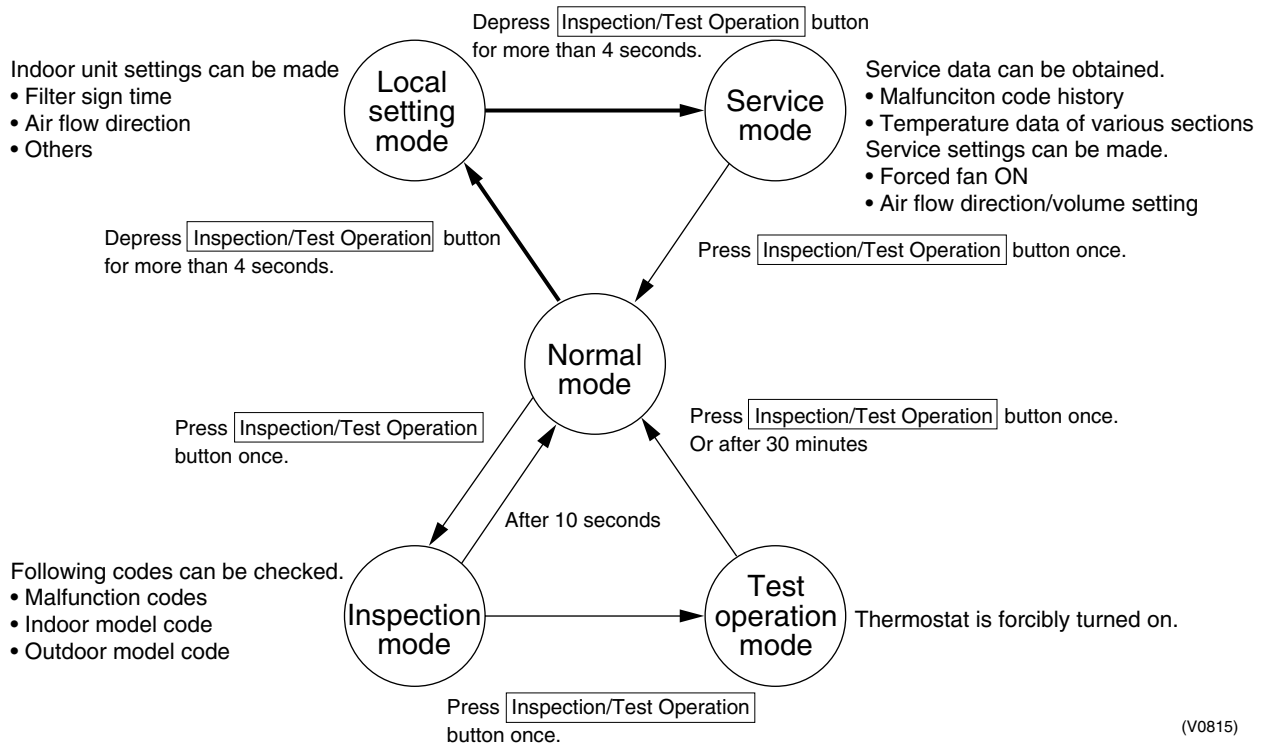 Depress Inspection/Test Operation button
for more than 4 seconds.
Indoor unit settings can be made
• Filter sign time
• Air flow direction
• Others
Local
setting
mode
Service
mode
Service data can be obtained.
• Malfunciton code history
• Temperature data of various sections
Service settings can be made.
• Forced fan ON
• Air flow direction/volume setting
Depress Inspection/Test Operation button
for more than 4 seconds.
Press Inspection/Test Operation button once.
Normal
mode
Press Inspection/Test Operation
button once.
Press Inspection/Test Operation button once.
Or after 30 minutes
After 10 seconds
Following codes can be checked.
• Malfunction codes
• Indoor model code
• Outdoor model code
Inspection
mode
Test
operation
mode
Thermostat is forcibly turned on.
Press Inspection/Test Operation
button once.
(V0815)